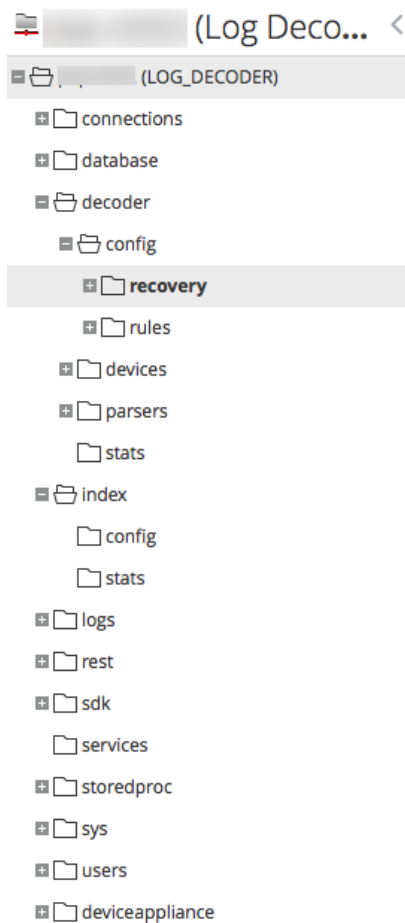 (Log Deco...
(LOG_DECODER)
connections
database
decoder
config
recovery
rules
devices
parsers
stats
index
config
stats
logs
rest
sdk
services
storedproc
sys
users
deviceappliance